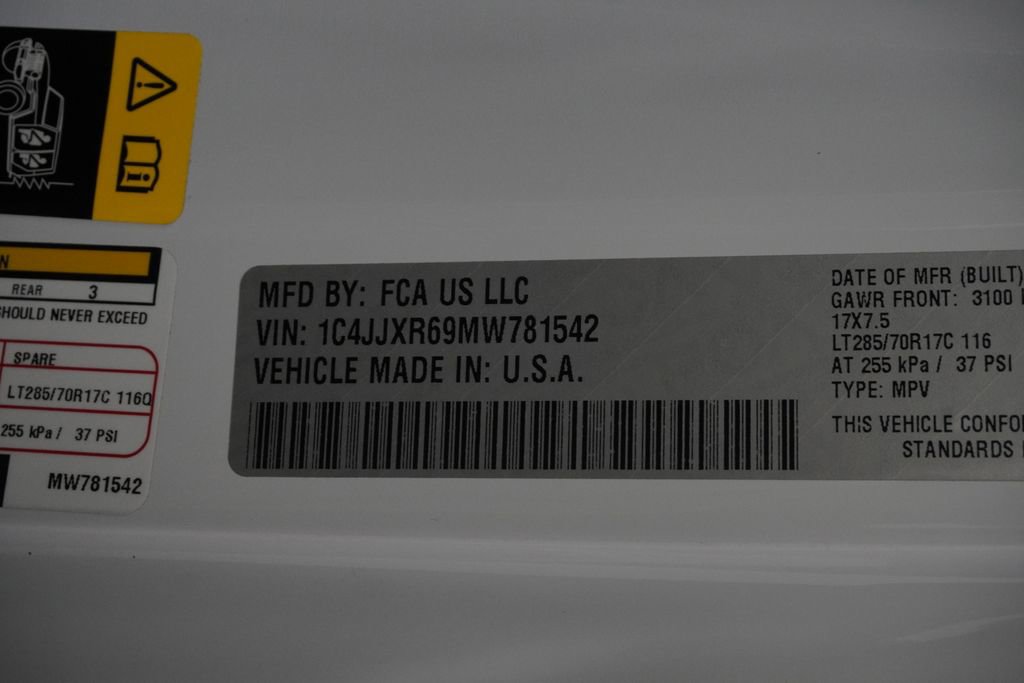 N
REAR 3
SHOULD NEVER EXCEED
SPARE
LT285/70R17C 116Q
255 kPa / 37 PSI
MW781542
MFD BY: FCA US LLC
VIN: 1C4JJXR69MW781542
VEHICLE MADE IN: U.S.A.
DATE OF MFR (BUILT)
GAWR FRONT: 3100
17X7.5
LT285/70R17C 116
AT 255 kPa / 37 PSI
TYPE: MPV
THIS VEHICLE CONFO
STANDARDS